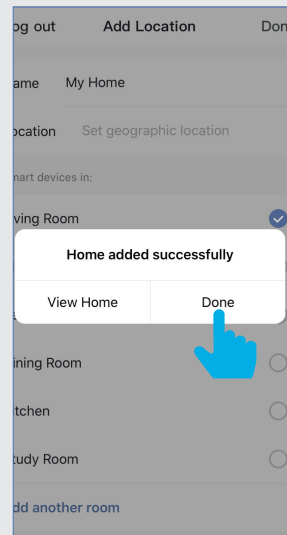 og out Add Location Don
ame My Home
ocation Set geographic location
mart devices in:
ving Room
Home added successfully
View Home Done
ining Room
itchen
tudy Room
dd another room